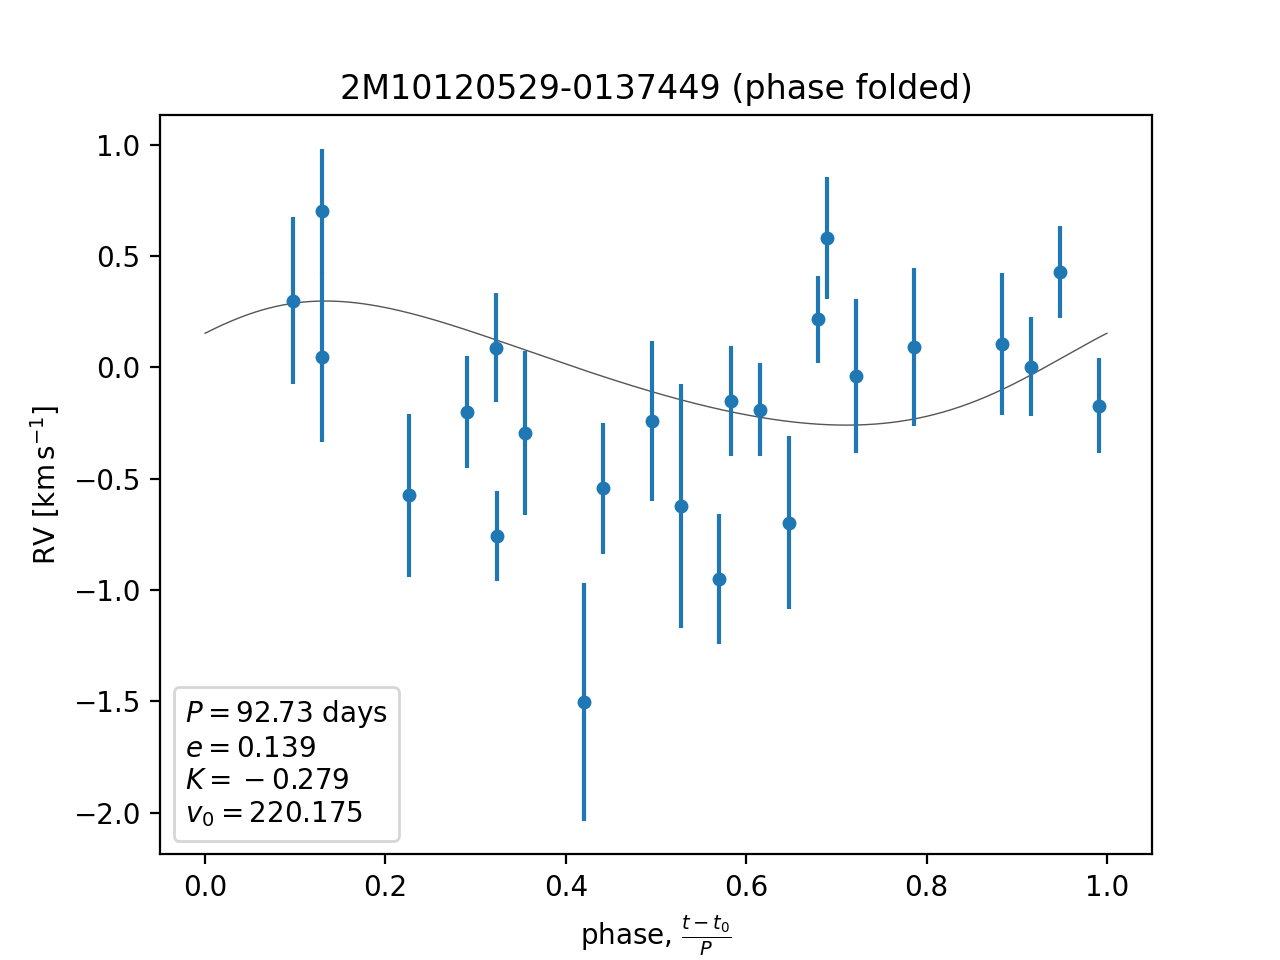 2M10120529-0137449 (phase folded)
1.0
0.5
0.0
−0.5
−1.0
−1.5
−2.0
RV [km s⁻¹]
P = 92.73 days
e = 0.139
K = −0.279
v₀ = 220.175
0.0 0.2 0.4 0.6 0.8 1.0
phase, (t − t₀)/P